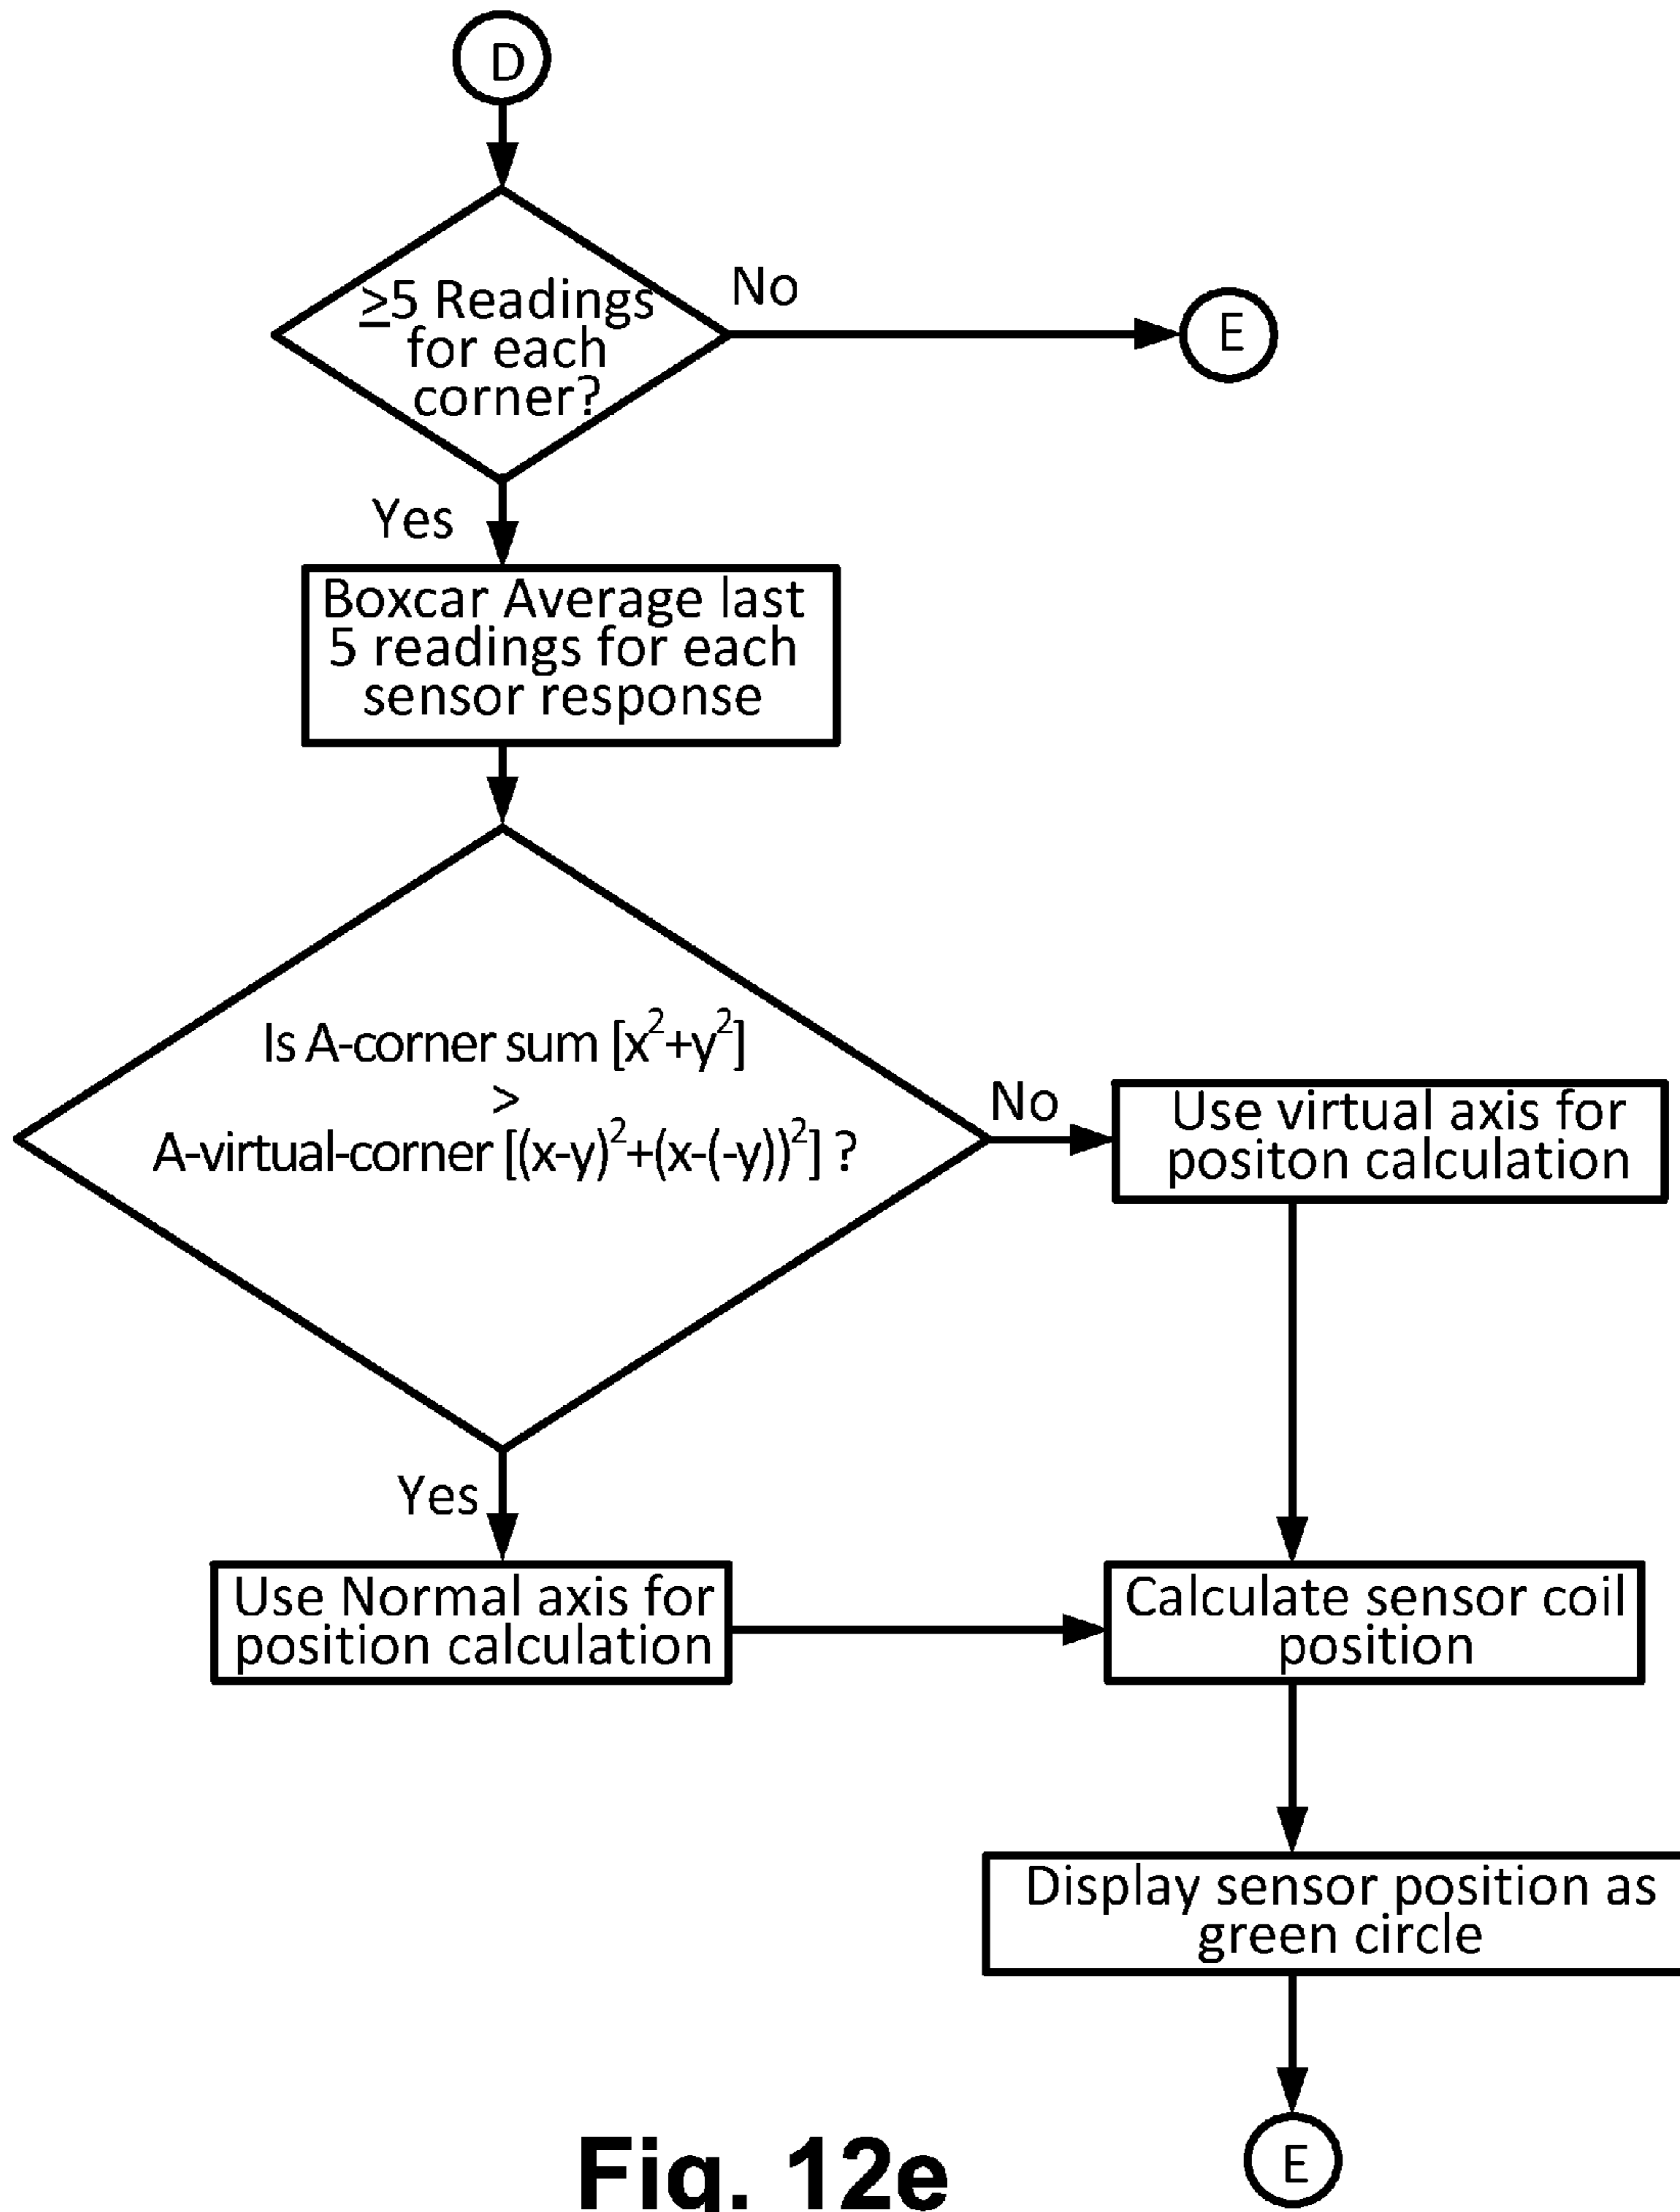 D
≥5 Readings
for each
corner?
No
E
Yes
Boxcar Average last
5 readings for each
sensor response
Is A-corner sum [x²+y²]
>
A-virtual-corner [(x-y)²+(x-(-y))²] ?
No
Use virtual axis for
positon calculation
Yes
Use Normal axis for
position calculation
Calculate sensor coil
position
Display sensor position as
green circle
E
Fig. 12e